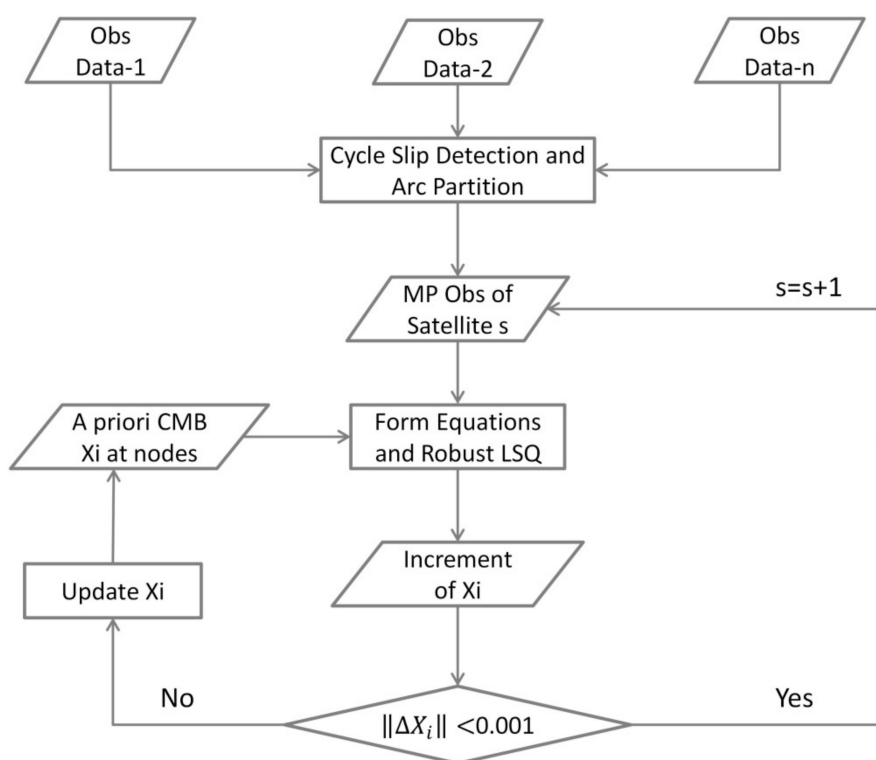 Obs
Data-1
Obs
Data-2
Obs
Data-n
Cycle Slip Detection and
Arc Partition
MP Obs of
Satellite s
s=s+1
A priori CMB
Xi at nodes
Form Equations
and Robust LSQ
Increment
of Xi
Update Xi
No
‖ΔXᵢ‖ <0.001
Yes